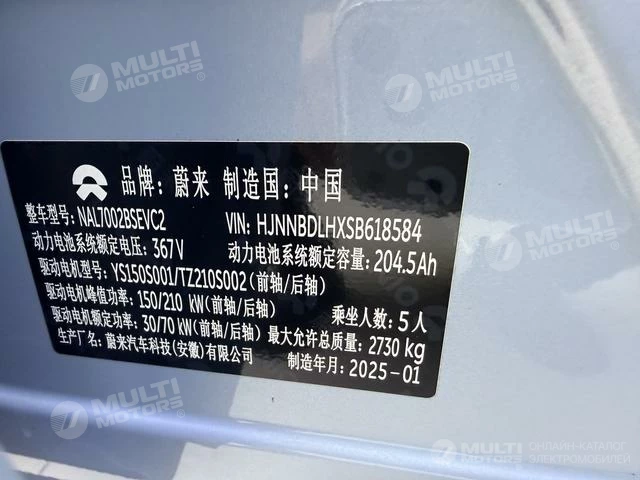 MULTI MOTORS®
MULTI MOTORS®
品牌：蔚来 制造国：中国
整车型号：NAL7002BSEVC2 VIN: HJNNBDLHXSB618584
动力电池系统额定电压：367V 动力电池系统额定容量：204.5Ah
驱动电机型号：YS150S001/TZ210S002(前轴/后轴)
驱动电机峰值功率：150/210 kW(前轴/后轴) 乘坐人数：5人
驱动电机额定功率：30/70 kW(前轴/后轴) 最大允许总质量：2730 kg
生产厂名：蔚来汽车科技(安徽)有限公司 制造年月：2025-01
MULTI MOTORS®
MULTI MOTORS
ОНЛАЙН-КАТАЛОГ
ЭЛЕКТРОМОБИЛЕЙ